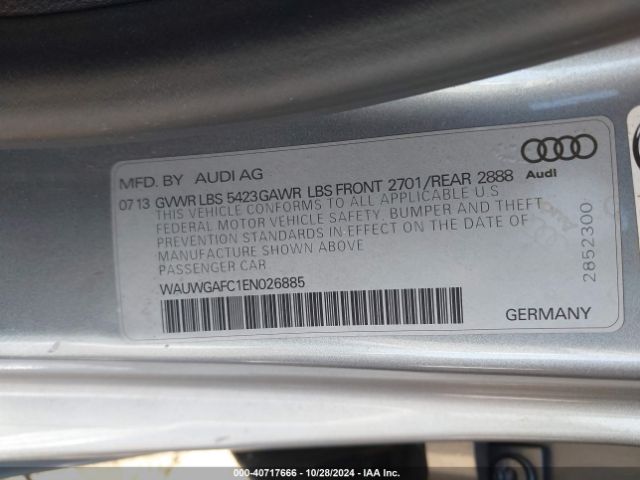 MFD. BY AUDI AG
Audi
07 13 GVWR LBS 5423 GAWR LBS FRONT 2701/REAR 2888
THIS VEHICLE CONFORMS TO ALL APPLICABLE U.S.
FEDERAL MOTOR VEHICLE SAFETY, BUMPER AND THEFT
PREVENTION STANDARDS IN EFFECT ON THE DATE OF
MANUFACTURE SHOWN ABOVE
PASSENGER CAR
WAUWGAFC1EN026885
GERMANY
2852300
000-40717666 | 10/28/2024 | IAA Inc.